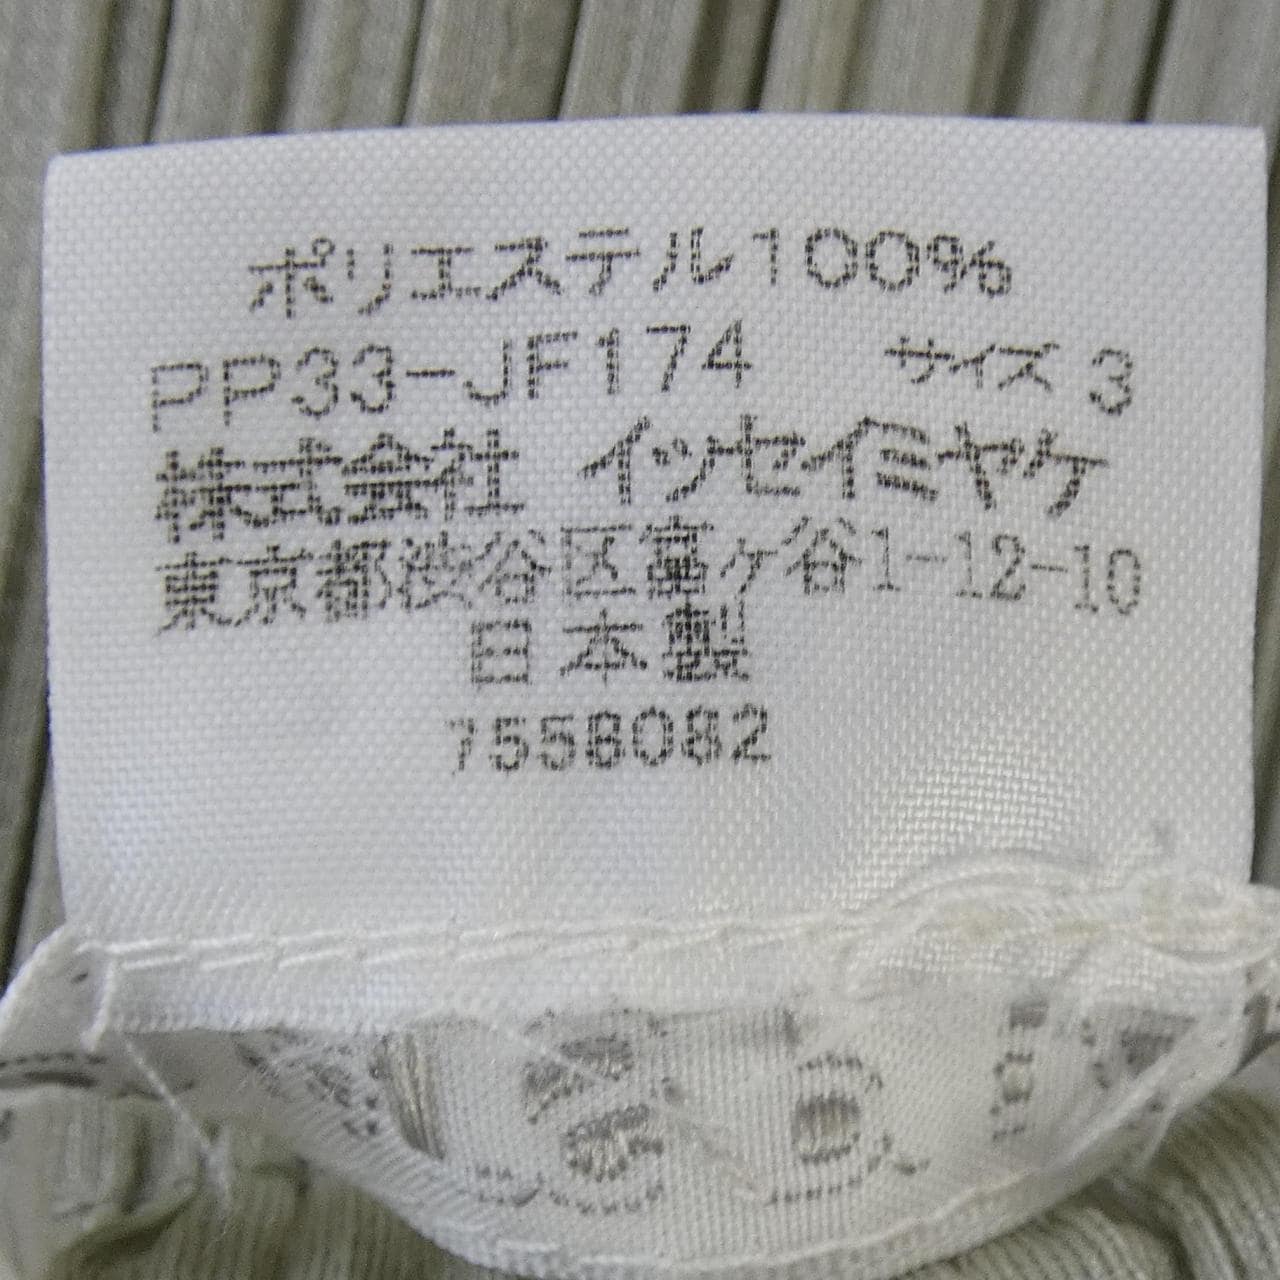 ポリエステル100%
PP33-JF174 サイズ 3
株式会社 イッセイミヤケ
東京都渋谷区富ヶ谷1-12-10
日本製
7558082